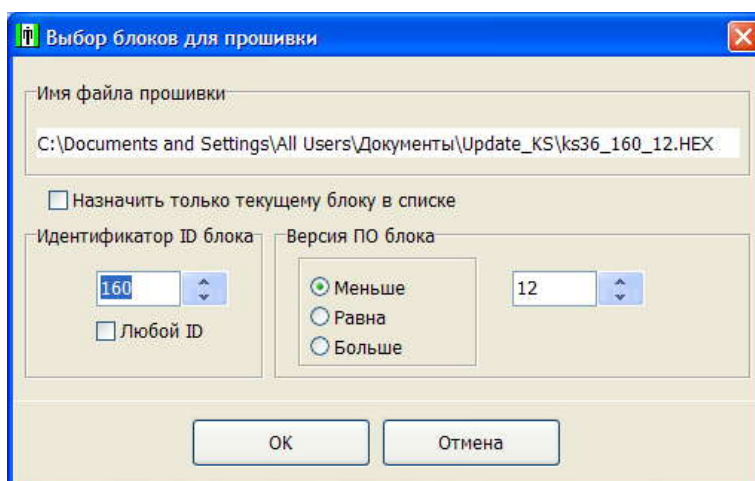 Выбор блоков для прошивки
Имя файла прошивки
C:\Documents and Settings\All Users\Документы\Update_KS\ks36_160_12.HEX
Назначить только текущему блоку в списке
Идентификатор ID блока
Версия ПО блока
160
Меньше
12
Равна
Любой ID
Больше
OK
Отмена